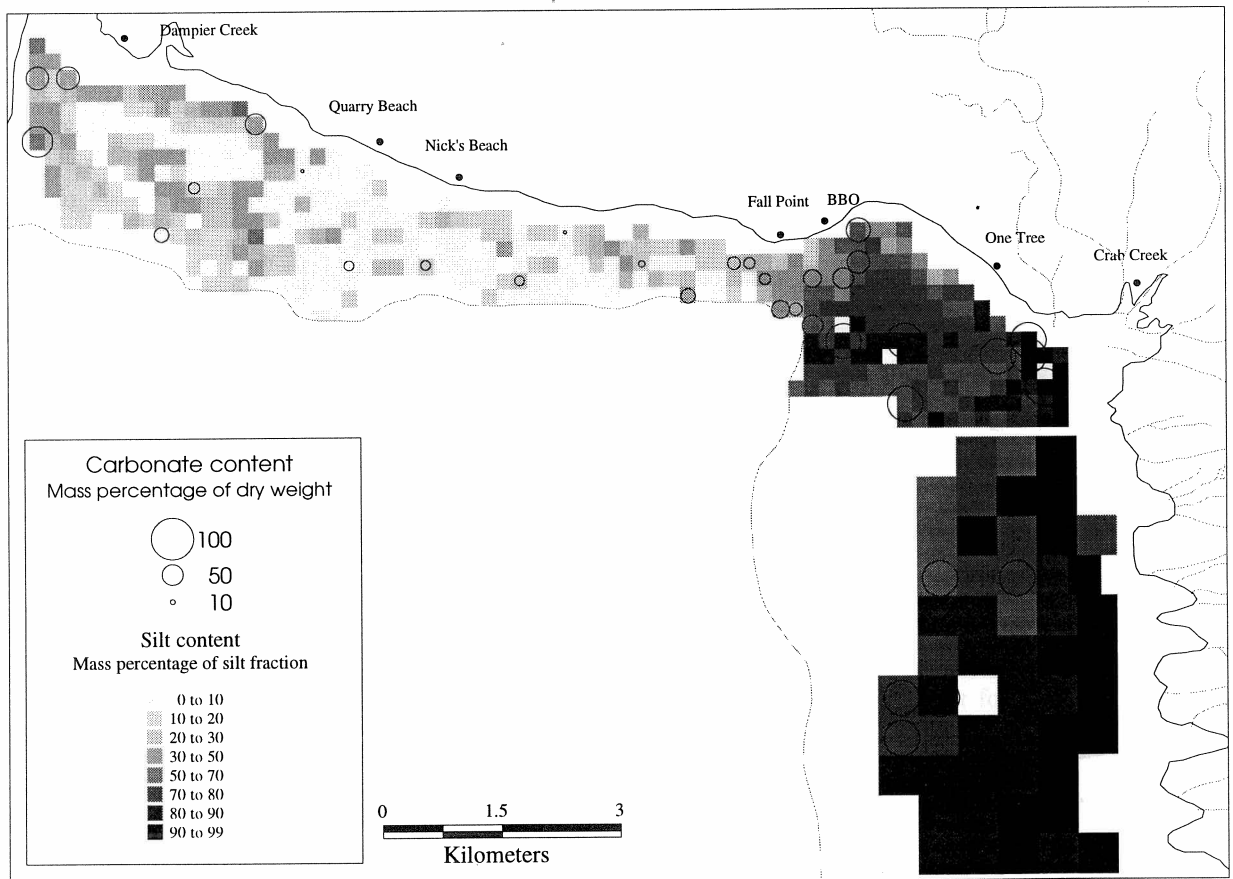 Dampier Creek
Quarry Beach
Nick's Beach
Fall Point
BBO
One Tree
Crab Creek
Carbonate content
Mass percentage of dry weight
100
50
10
Silt content
Mass percentage of silt fraction
0 to 10
10 to 20
20 to 30
30 to 50
50 to 70
70 to 80
80 to 90
90 to 99
0 1.5 3
Kilometers